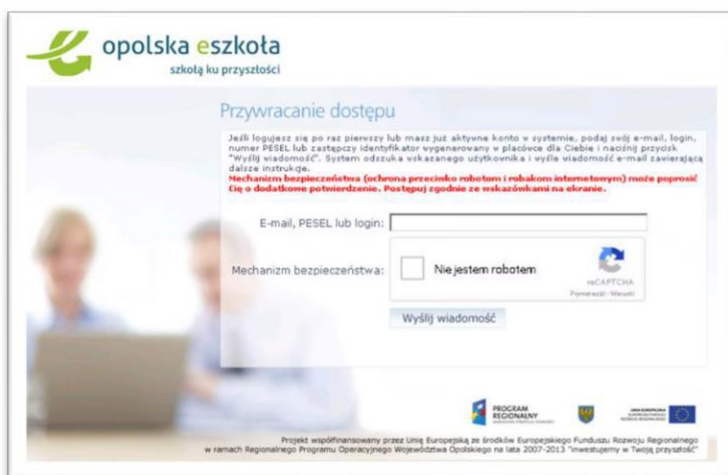 opolska eszkoła
szkołą ku przyszłości
Przywracanie dostępu
Jeśli logujesz się po raz pierwszy lub masz już aktywne konto w systemie, podaj swój e-mail, login,
numer PESEL lub zastępczy identyfikator wygenerowany w placówce dla Ciebie i naciśnij przycisk
"Wyślij wiadomość". System odszuka wskazanego użytkownika i wyśle wiadomość e-mail zawierającą
dalsze instrukcje.
Mechanizm bezpieczeństwa (ochrona przeciwko robotom i robakom internetowym) może poprosić
Cię o dodatkowe potwierdzenie. Postępuj zgodnie ze wskazówkami na ekranie.
E-mail, PESEL lub login:
Mechanizm bezpieczeństwa:
Nie jestem robotem
reCAPTCHA
Prywatność - Warunki
Wyślij wiadomość
PROGRAM
REGIONALNY
UNIA EUROPEJSKA
Projekt współfinansowany przez Unię Europejską ze środków Europejskiego Funduszu Rozwoju Regionalnego
w ramach Regionalnego Programu Operacyjnego Województwa Opolskiego na lata 2007-2013 "inwestujemy w Twoją przyszłość"